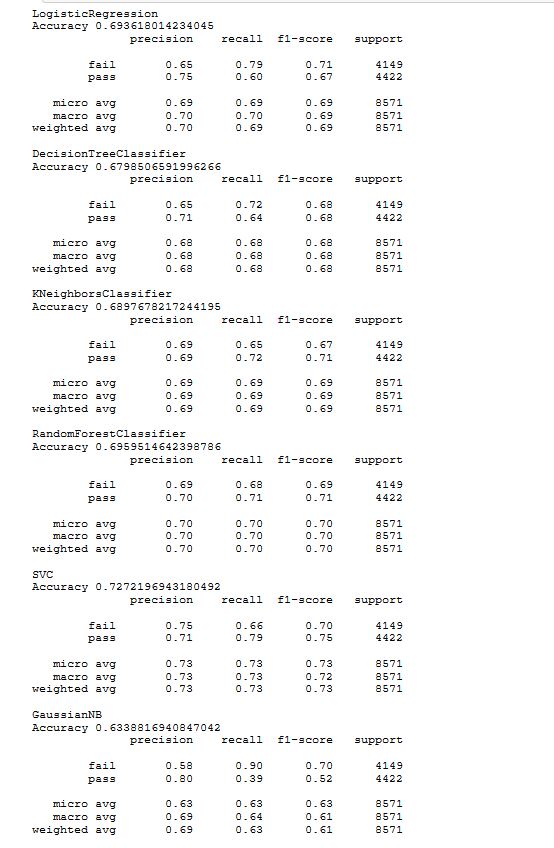 LogisticRegression
Accuracy 0.693618014234045
precision recall f1-score support
fail 0.65 0.79 0.71 4149
pass 0.75 0.60 0.67 4422
micro avg 0.69 0.69 0.69 8571
macro avg 0.70 0.70 0.69 8571
weighted avg 0.70 0.69 0.69 8571
DecisionTreeClassifier
Accuracy 0.6798506591996266
precision recall f1-score support
fail 0.65 0.72 0.68 4149
pass 0.71 0.64 0.68 4422
micro avg 0.68 0.68 0.68 8571
macro avg 0.68 0.68 0.68 8571
weighted avg 0.68 0.68 0.68 8571
KNeighborsClassifier
Accuracy 0.6897678217244195
precision recall f1-score support
fail 0.69 0.65 0.67 4149
pass 0.69 0.72 0.71 4422
micro avg 0.69 0.69 0.69 8571
macro avg 0.69 0.69 0.69 8571
weighted avg 0.69 0.69 0.69 8571
RandomForestClassifier
Accuracy 0.6959514642398786
precision recall f1-score support
fail 0.69 0.68 0.69 4149
pass 0.70 0.71 0.71 4422
micro avg 0.70 0.70 0.70 8571
macro avg 0.70 0.70 0.70 8571
weighted avg 0.70 0.70 0.70 8571
SVC
Accuracy 0.7272196943180492
precision recall f1-score support
fail 0.75 0.66 0.70 4149
pass 0.71 0.79 0.75 4422
micro avg 0.73 0.73 0.73 8571
macro avg 0.73 0.73 0.72 8571
weighted avg 0.73 0.73 0.73 8571
GaussianNB
Accuracy 0.6338816940847042
precision recall f1-score support
fail 0.58 0.90 0.70 4149
pass 0.80 0.39 0.52 4422
micro avg 0.63 0.63 0.63 8571
macro avg 0.69 0.64 0.61 8571
weighted avg 0.69 0.63 0.61 8571